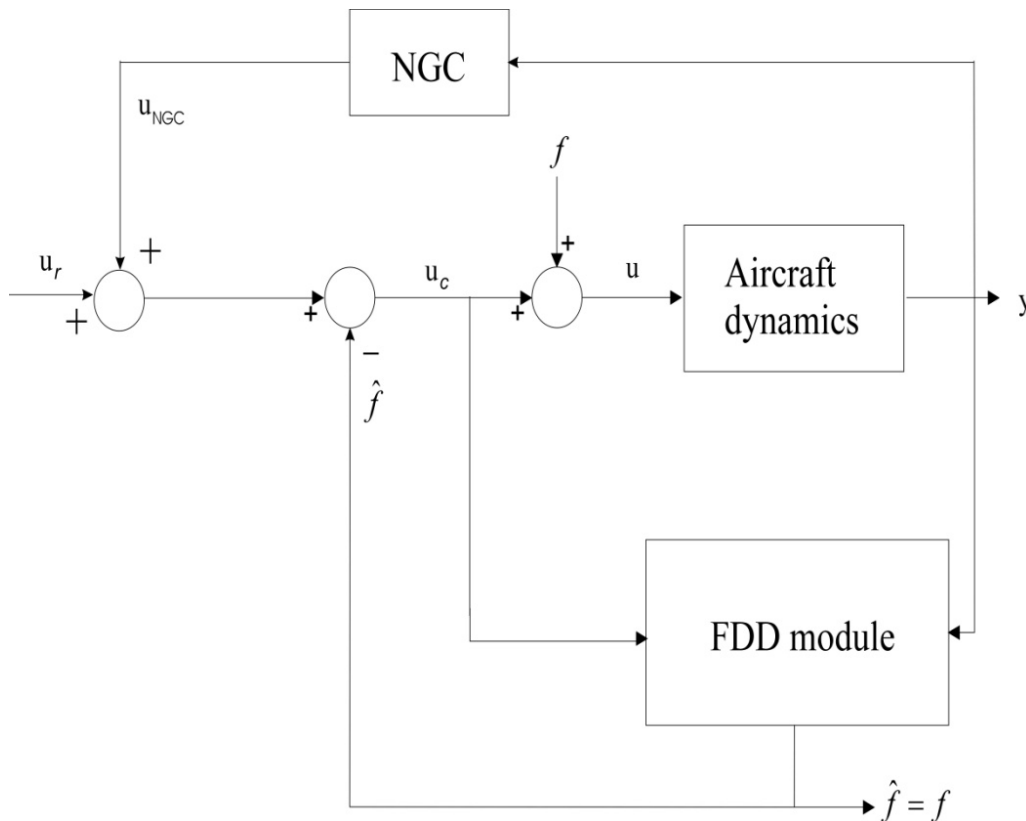 NGC
u_NGC
f
+
+
u_r
+
+
u_c
+
+
u
Aircraft
dynamics
y
−
f̂
FDD module
f̂ = f